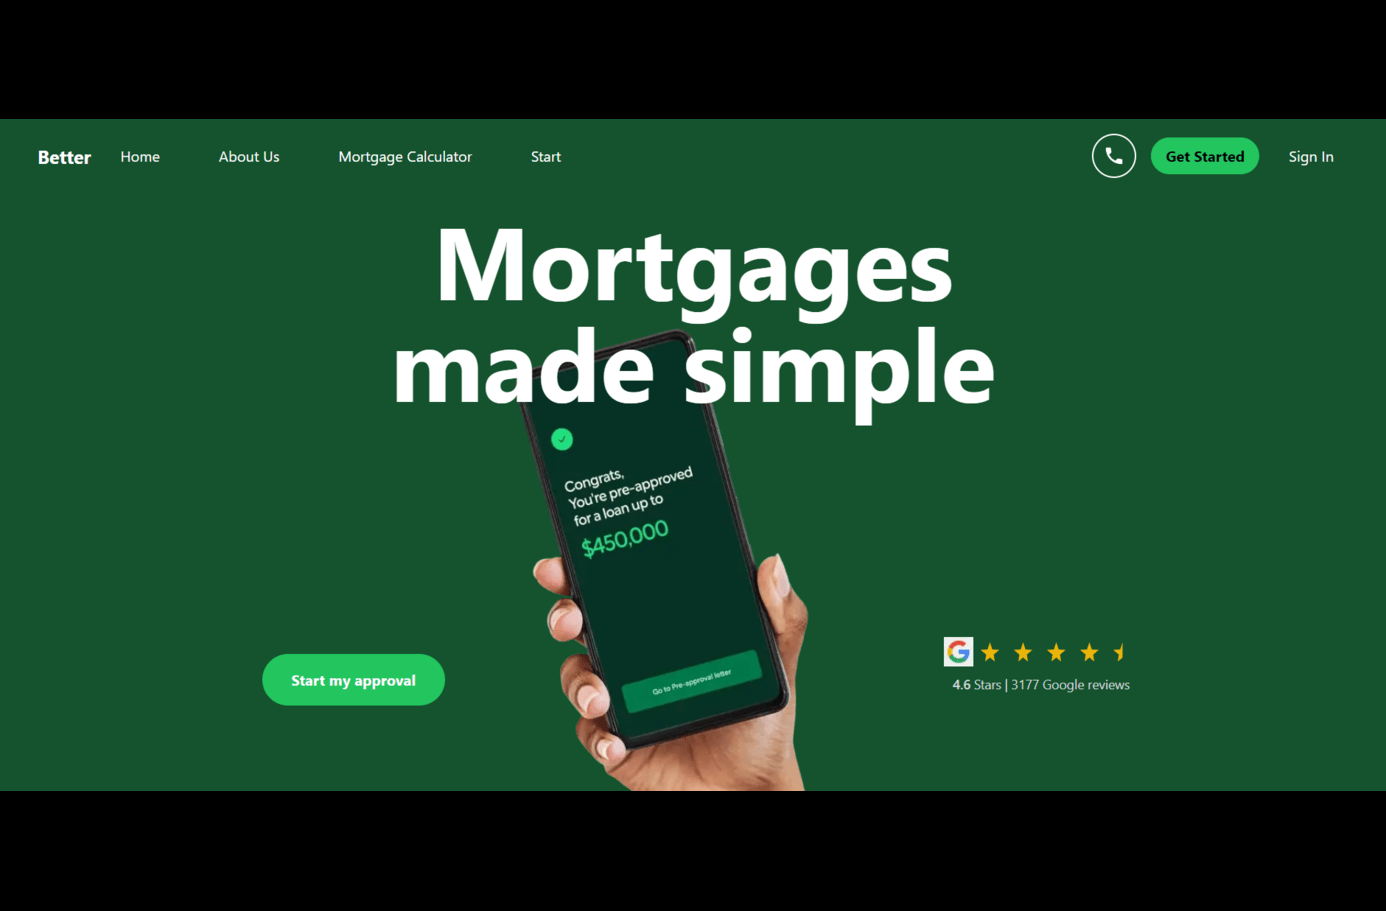 Better Home About Us Mortgage Calculator Start Get Started Sign In
Mortgages
made simple
Congrats,
You're pre-approved
for a loan up to
$450,000
Go to Pre-approval letter
Start my approval
4.6 Stars | 3177 Google reviews